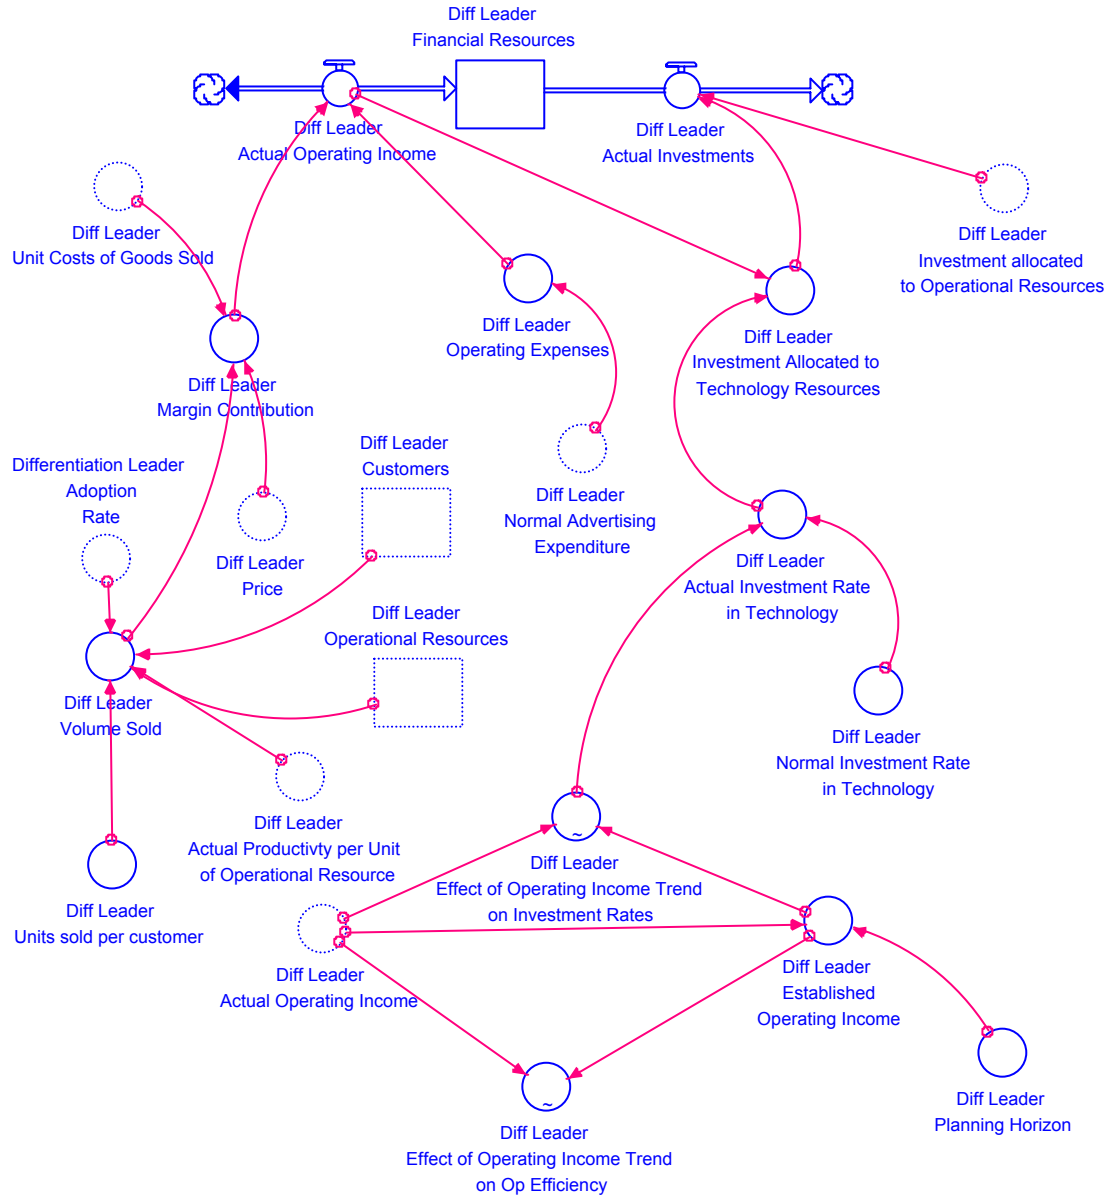 Diff Leader
Financial Resources
Diff Leader
Actual Operating Income
Diff Leader
Actual Investments
Diff Leader
Unit Costs of Goods Sold
Diff Leader
Investment allocated
to Operational Resources
Diff Leader
Operating Expenses
Diff Leader
Investment Allocated to
Technology Resources
Diff Leader
Margin Contribution
Differentiation Leader
Adoption
Rate
Diff Leader
Customers
Diff Leader
Normal Advertising
Expenditure
Diff Leader
Price
Diff Leader
Actual Investment Rate
in Technology
Diff Leader
Operational Resources
Diff Leader
Volume Sold
Diff Leader
Normal Investment Rate
in Technology
Diff Leader
Actual Productivty per Unit
of Operational Resource
~
Diff Leader
Effect of Operating Income Trend
on Investment Rates
Diff Leader
Units sold per customer
Diff Leader
Actual Operating Income
Diff Leader
Established
Operating Income
~
Diff Leader
Effect of Operating Income Trend
on Op Efficiency
Diff Leader
Planning Horizon